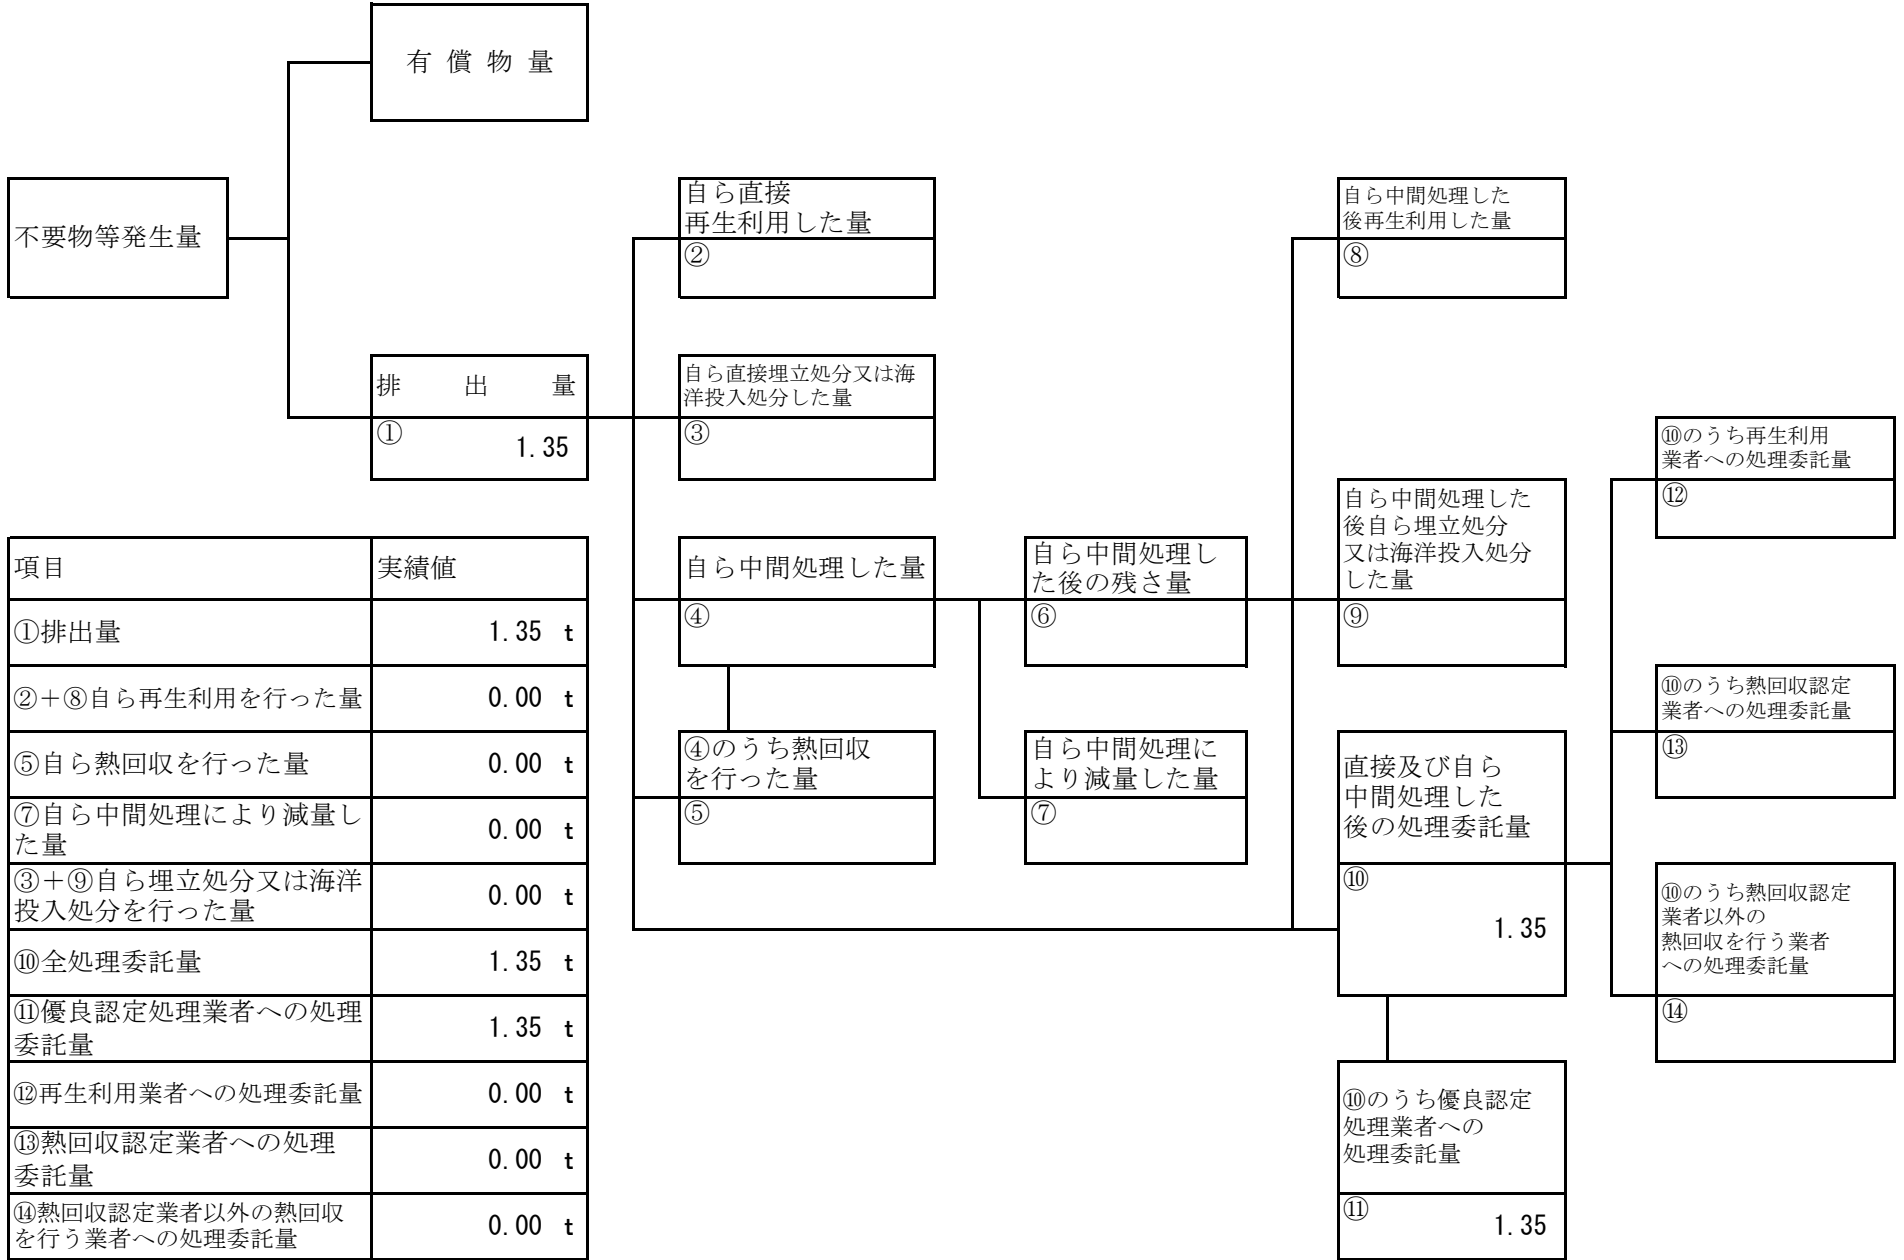 有償物量
不要物等発生量
自ら直接
再生利用した量
②
自ら中間処理した
後再生利用した量
⑧
排出量
①
1.35
自ら直接埋立処分又は海
洋投入処分した量
③
⑩のうち再生利用
業者への処理委託量
⑫
自ら中間処理した量
④
自ら中間処理し
た後の残さ量
⑥
自ら中間処理した
後自ら埋立処分
又は海洋投入処分
した量
⑨
⑩のうち熱回収認定
業者への処理委託量
⑬
④のうち熱回収
を行った量
⑤
自ら中間処理に
より減量した量
⑦
直接及び自ら
中間処理した
後の処理委託量
⑩
1.35
⑩のうち熱回収認定
業者以外の
熱回収を行う業者
への処理委託量
⑭
⑩のうち優良認定
処理業者への
処理委託量
⑪
1.35
項目 実績値
①排出量 1.35 t
②+⑧自ら再生利用を行った量 0.00 t
⑤自ら熱回収を行った量 0.00 t
⑦自ら中間処理により減量し
た量 0.00 t
③+⑨自ら埋立処分又は海洋
投入処分を行った量 0.00 t
⑩全処理委託量 1.35 t
⑪優良認定処理業者への処理
委託量 1.35 t
⑫再生利用業者への処理委託量 0.00 t
⑬熱回収認定業者への処理
委託量 0.00 t
⑭熱回収認定業者以外の熱回収
を行う業者への処理委託量 0.00 t